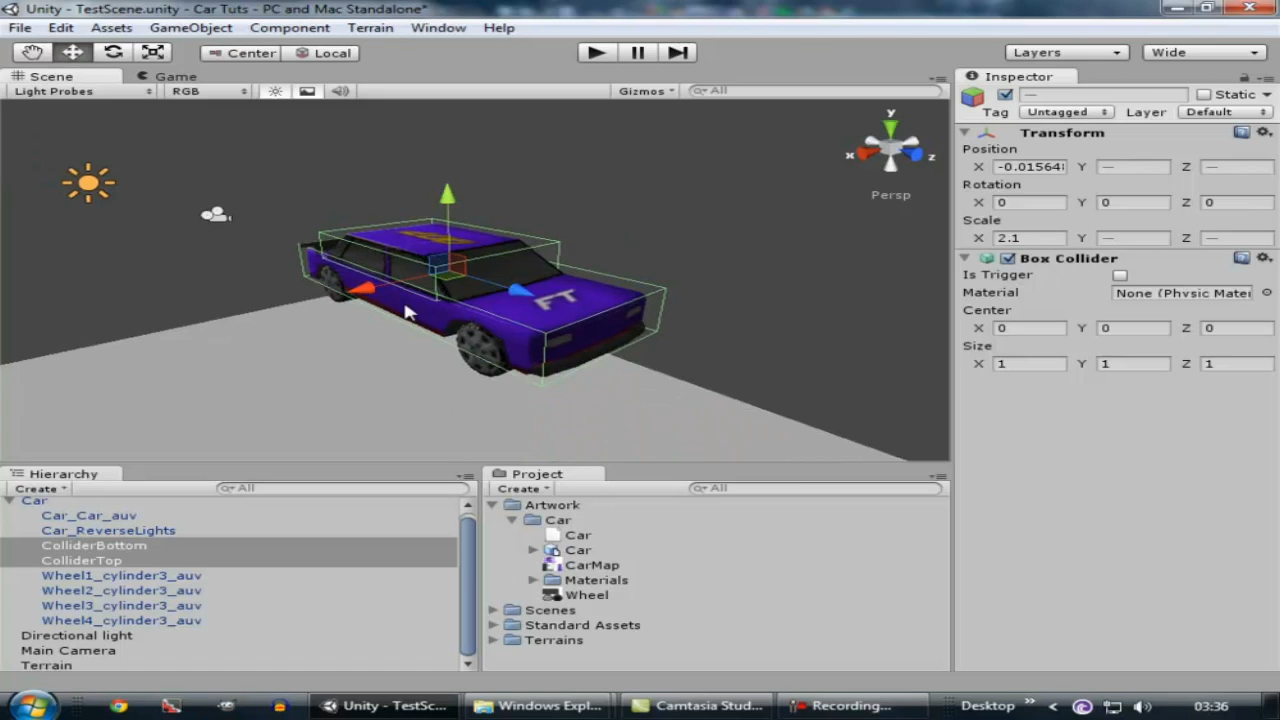 Unity - TestScene.unity - Car Tuts - PC and Mac Standalone*
File Edit Assets GameObject Component Terrain Window Help
Center Local Layers Wide
Scene Game Inspector
Light Probes RGB Gizmos All
— Static
Tag Untagged Layer Default
Transform
Position
X -0.01564 Y — Z —
Rotation
X 0 Y 0 Z 0
Scale
X 2.1 Y — Z —
Box Collider
Is Trigger
Material None (Physic Mater
Center
X 0 Y 0 Z 0
Size
X 1 Y 1 Z 1
y
x z
Persp
FT
Hierarchy
Create All
Car
Car_Car_auv
Car_ReverseLights
ColliderBottom
ColliderTop
Wheel1_cylinder3_auv
Wheel2_cylinder3_auv
Wheel3_cylinder3_auv
Wheel4_cylinder3_auv
Directional light
Main Camera
Terrain
Project
Create All
Artwork
Car
Car
Car
CarMap
Materials
Wheel
Scenes
Standard Assets
Terrains
Unity - TestSc... Windows Expl... Camtasia Stud... Recording... Desktop » 03:36